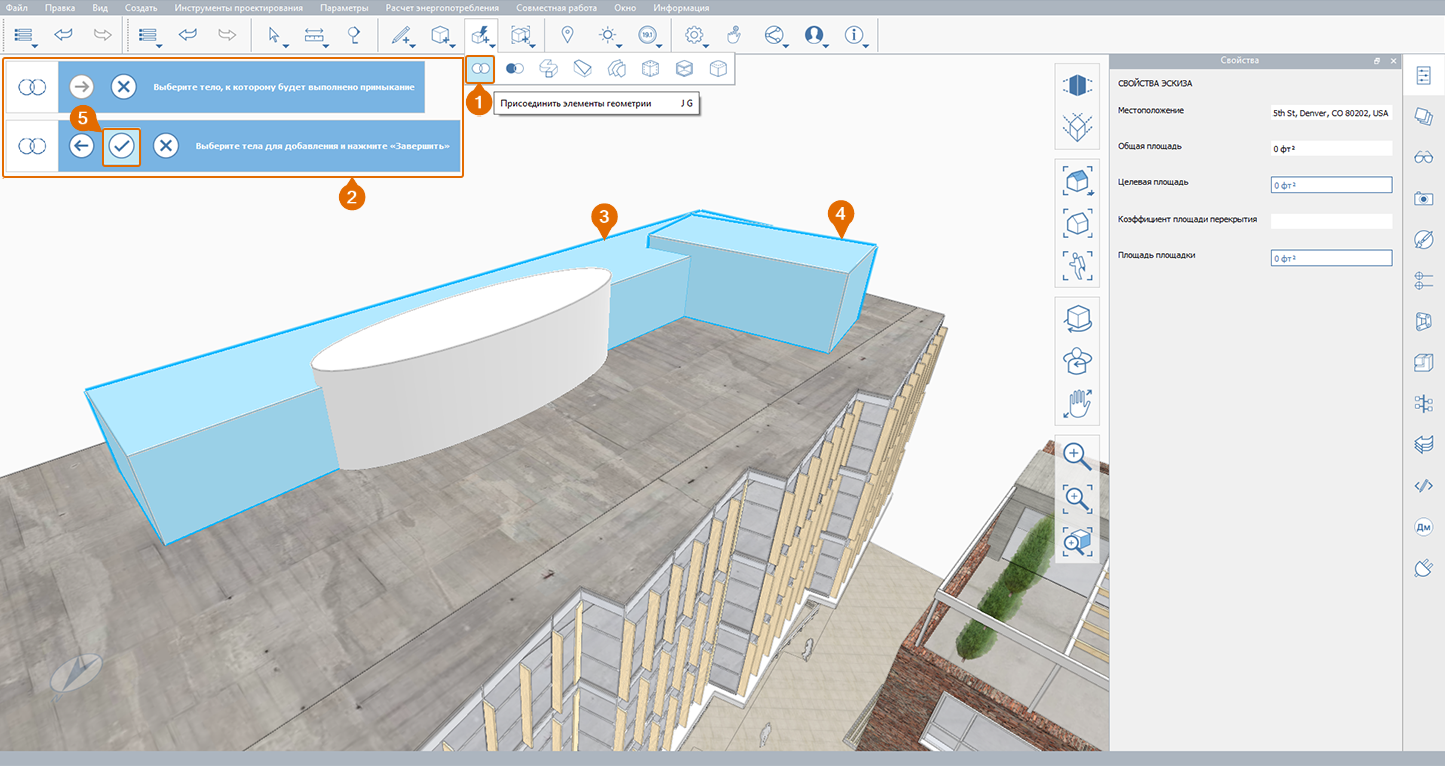 Файл Правка Вид Создать Инструменты проектирования Параметры Расчет энергопотребления Совместная работа Окно Информация
19.1
Выберите тело, к которому будет выполнено примыкание
5
Выберите тела для добавления и нажмите «Завершить»
2
1
Присоединить элементы геометрии J G
3
4
Свойства
СВОЙСТВА ЭСКИЗА
Местоположение 5th St, Denver, CO 80202, USA
Общая площадь 0 фт²
Целевая площадь 0 фт²
Коэффициент площади перекрытия
Площадь площадки 0 фт²
Дм